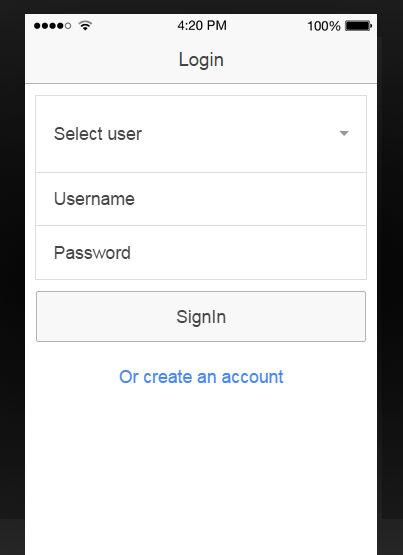 4:20 PM 100%
Login
Select user
Username
Password
SignIn
Or create an account